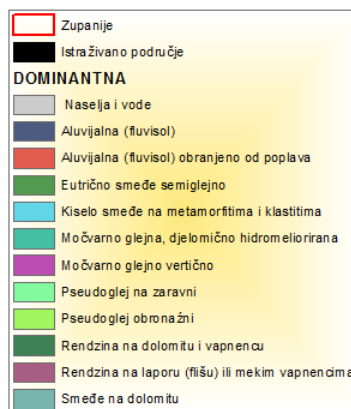 Zupanije
Istraživano područje
DOMINANTNA
Naselja i vode
Aluvijalna (fluvisol)
Aluvijalna (fluvisol) obranjeno od poplava
Eutrično smeđe semiglejno
Kiselo smeđe na metamorfitima i klastitima
Močvarno glejna, djelomično hidromeliorirana
Močvarno glejno vertično
Pseudoglej na zaravni
Pseudoglej obronačni
Rendzina na dolomitu i vapnencu
Rendzina na laporu (flišu) ili mekim vapnencima
Smeđe na dolomitu